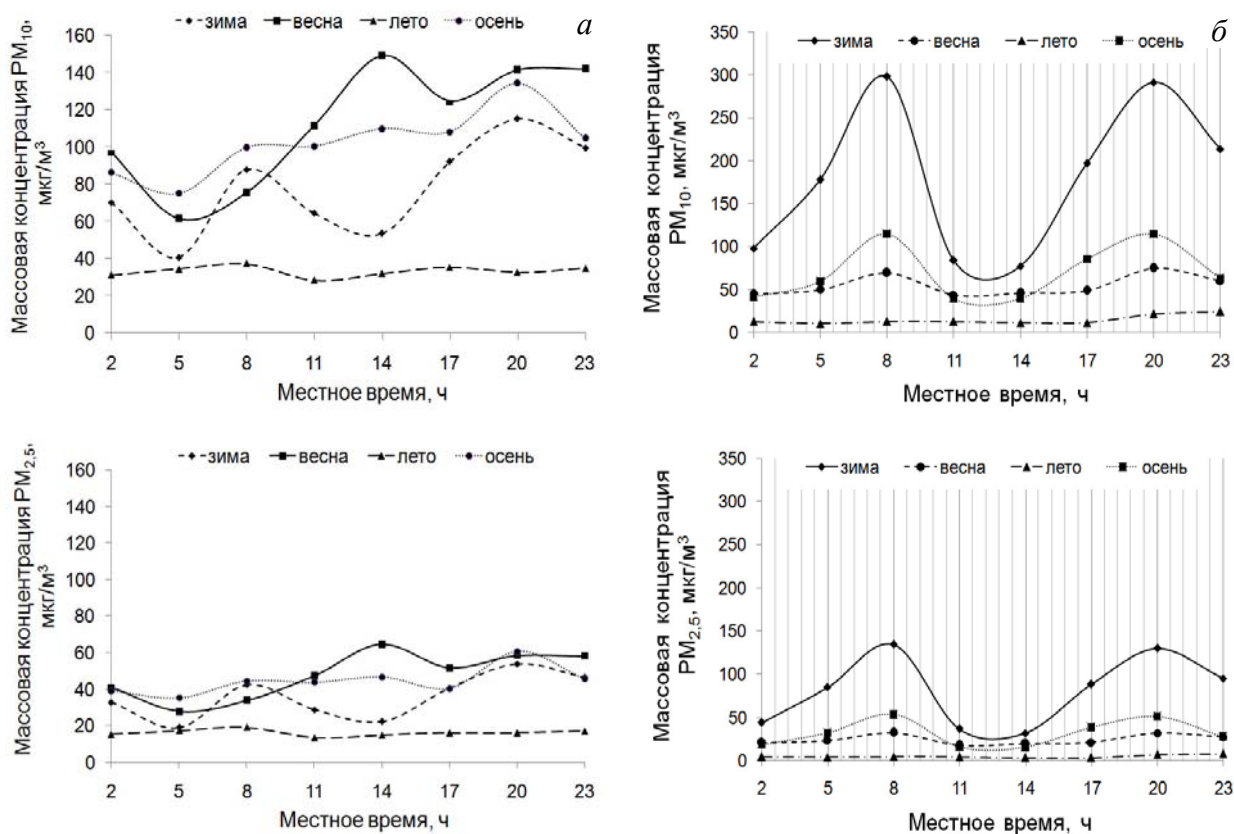 зима весна лето осень
а
Массовая концентрация PM10,
мкг/м3
160
140
120
100
80
60
40
20
0
2 5 8 11 14 17 20 23
Местное время, ч
зима весна лето осень
б
Массовая концентрация
PM10, мкг/м3
350
300
250
200
150
100
50
0
2 5 8 11 14 17 20 23
Местное время, ч
зима весна лето осень
Массовая концентрация PM2,5,
мкг/м3
160
140
120
100
80
60
40
20
0
2 5 8 11 14 17 20 23
Местное время, ч
зима весна лето осень
Массовая концентрация
PM2,5, мкг/м3
350
300
250
200
150
100
50
0
2 5 8 11 14 17 20 23
Местное время, ч